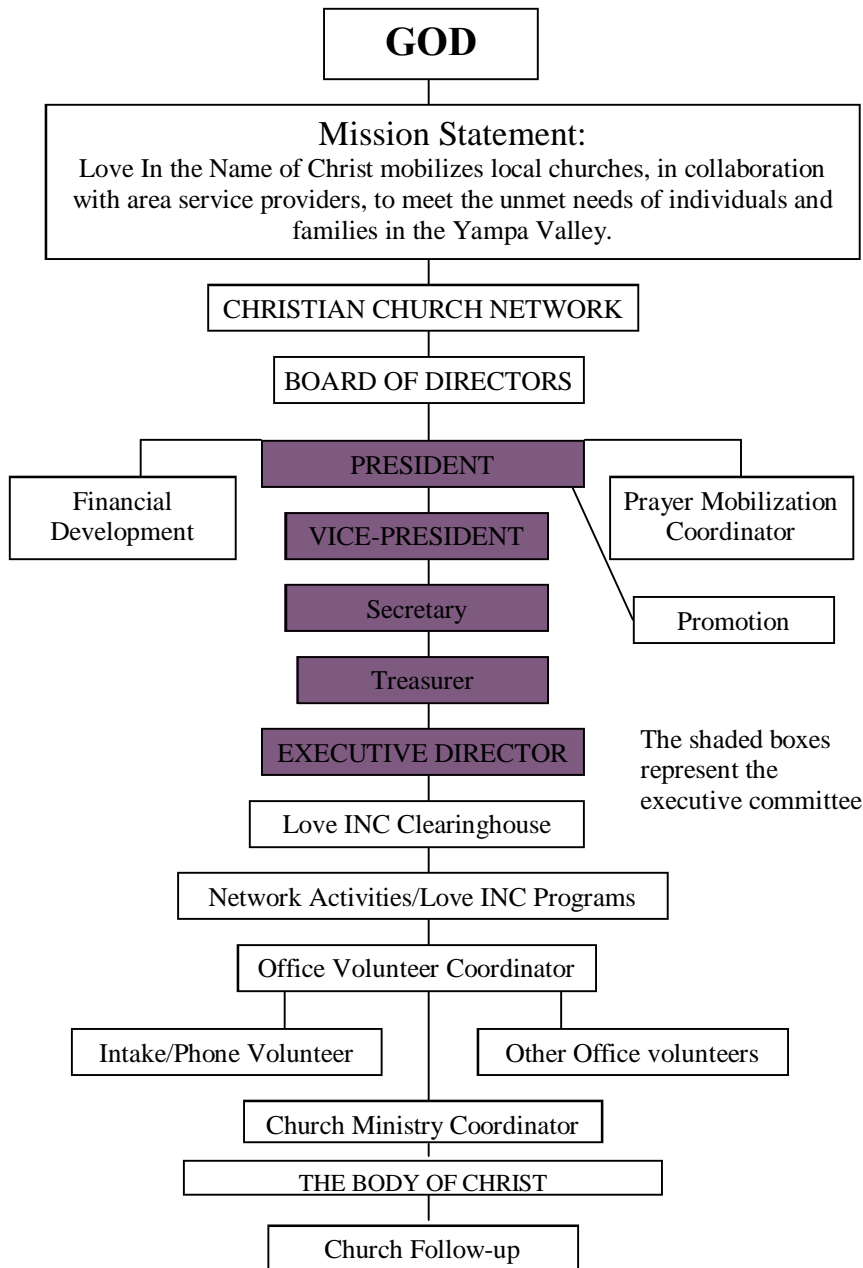 GOD
Mission Statement:
Love In the Name of Christ mobilizes local churches, in collaboration
with area service providers, to meet the unmet needs of individuals and
families in the Yampa Valley.
CHRISTIAN CHURCH NETWORK
BOARD OF DIRECTORS
PRESIDENT
Financial
Development
Prayer Mobilization
Coordinator
VICE-PRESIDENT
Secretary
Promotion
Treasurer
EXECUTIVE DIRECTOR
The shaded boxes
represent the
executive committee
Love INC Clearinghouse
Network Activities/Love INC Programs
Office Volunteer Coordinator
Intake/Phone Volunteer
Other Office volunteers
Church Ministry Coordinator
THE BODY OF CHRIST
Church Follow-up